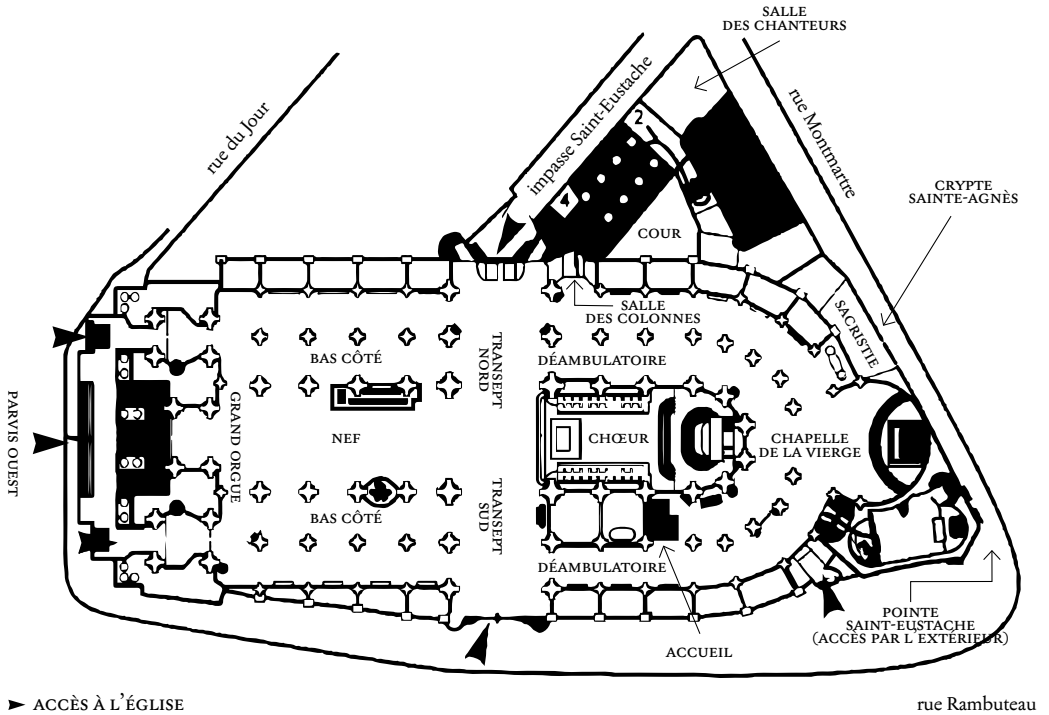 SALLE
DES CHANTEURS
rue du Jour
impasse Saint-Eustache
2
4
rue Montmartre
CRYPTE
SAINTE-AGNÈS
COUR
SALLE
DES COLONNES
SACRISTIE
BAS CÔTÉ
TRANSEPT
NORD
DÉAMBULATOIRE
PARVIS OUEST
GRAND ORGUE
NEF
CHŒUR
CHAPELLE
DE LA VIERGE
BAS CÔTÉ
TRANSEPT
SUD
DÉAMBULATOIRE
ACCUEIL
POINTE
SAINT-EUSTACHE
(ACCÈS PAR L'EXTÉRIEUR)
ACCÈS À L'ÉGLISE
rue Rambuteau